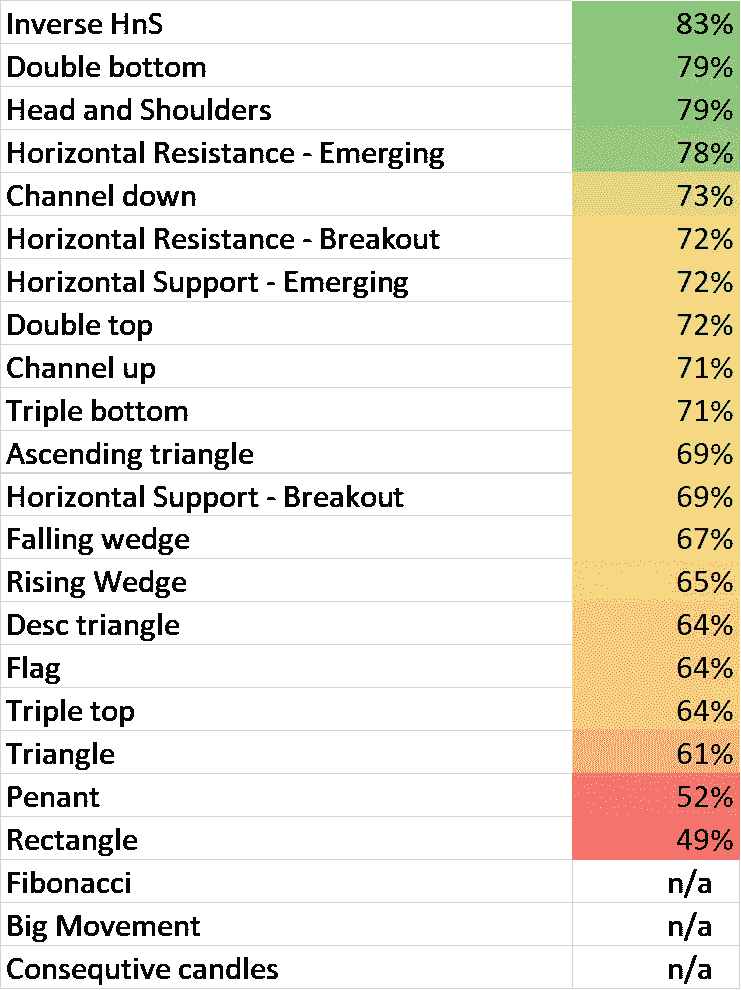 Inverse HnS 83%
Double bottom 79%
Head and Shoulders 79%
Horizontal Resistance - Emerging 78%
Channel down 73%
Horizontal Resistance - Breakout 72%
Horizontal Support - Emerging 72%
Double top 72%
Channel up 71%
Triple bottom 71%
Ascending triangle 69%
Horizontal Support - Breakout 69%
Falling wedge 67%
Rising Wedge 65%
Desc triangle 64%
Flag 64%
Triple top 64%
Triangle 61%
Penant 52%
Rectangle 49%
Fibonacci n/a
Big Movement n/a
Consequtive candles n/a